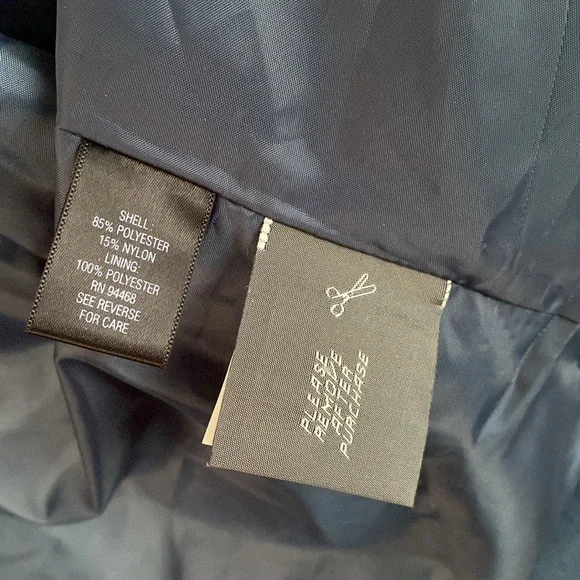 SHELL:
85% POLYESTER
15% NYLON
LINING:
100% POLYESTER
RN 94468
SEE REVERSE
FOR CARE
PLEASE
REMOVE
AFTER
PURCHASE